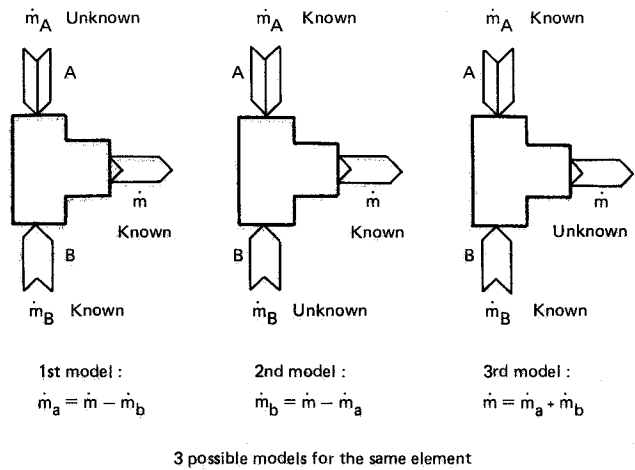 ṁA Unknown ṁA Known ṁA Known
A A A
ṁ ṁ ṁ
Known Known Unknown
B B B
ṁB Known ṁB Unknown ṁB Known
1st model : 2nd model : 3rd model :
ṁa = ṁ − ṁb ṁb = ṁ − ṁa ṁ = ṁa + ṁb
3 possible models for the same element